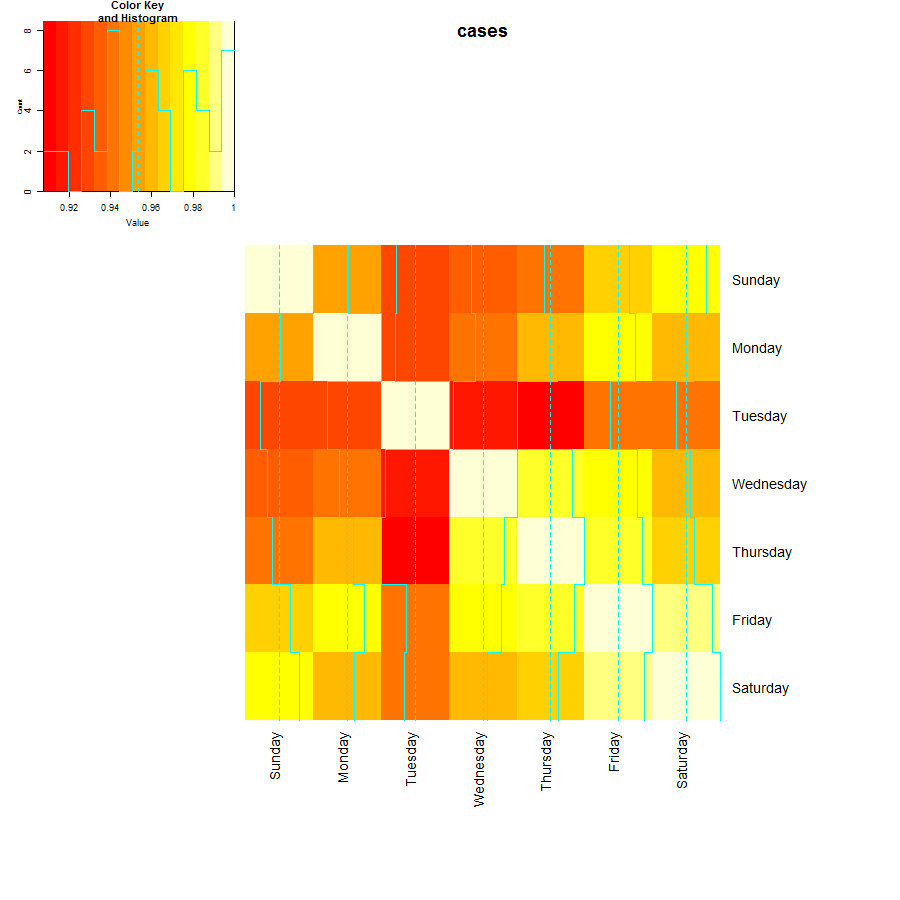 Color Key
and Histogram
cases
Count
0 2 4 6 8
0.92 0.94 0.96 0.98 1
Value
Sunday
Monday
Tuesday
Wednesday
Thursday
Friday
Saturday
Sunday Monday Tuesday Wednesday Thursday Friday Saturday